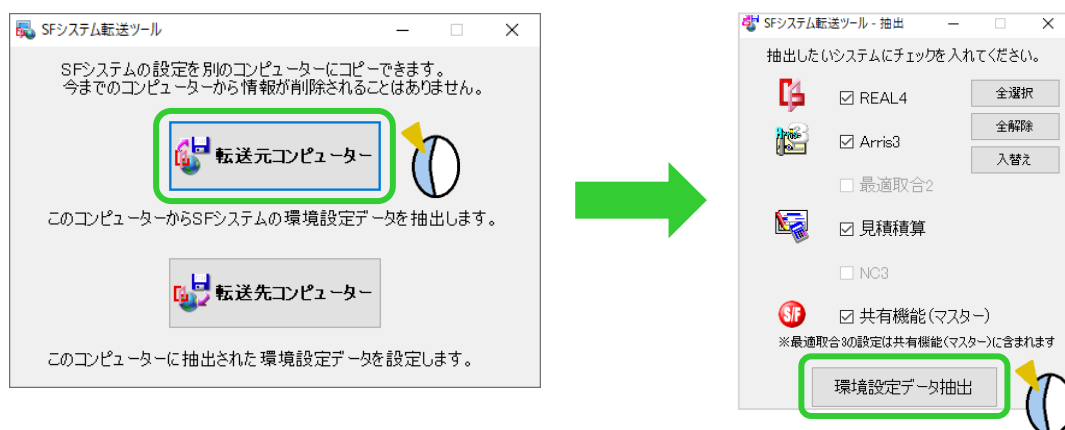 SFシステム転送ツール
SFシステムの設定を別のコンピューターにコピーできます。
今までのコンピューターから情報が削除されることはありません。
転送元コンピューター
このコンピューターからSFシステムの環境設定データを抽出します。
転送先コンピューター
このコンピューターに抽出された環境設定データを設定します。
SFシステム転送ツール - 抽出
抽出したいシステムにチェックを入れてください。
REAL4
全選択
全解除
Arris3
入替え
最適取合2
見積積算
NC3
S/F
共有機能(マスター)
※最適取合3の設定は共有機能(マスター)に含まれます
環境設定データ抽出